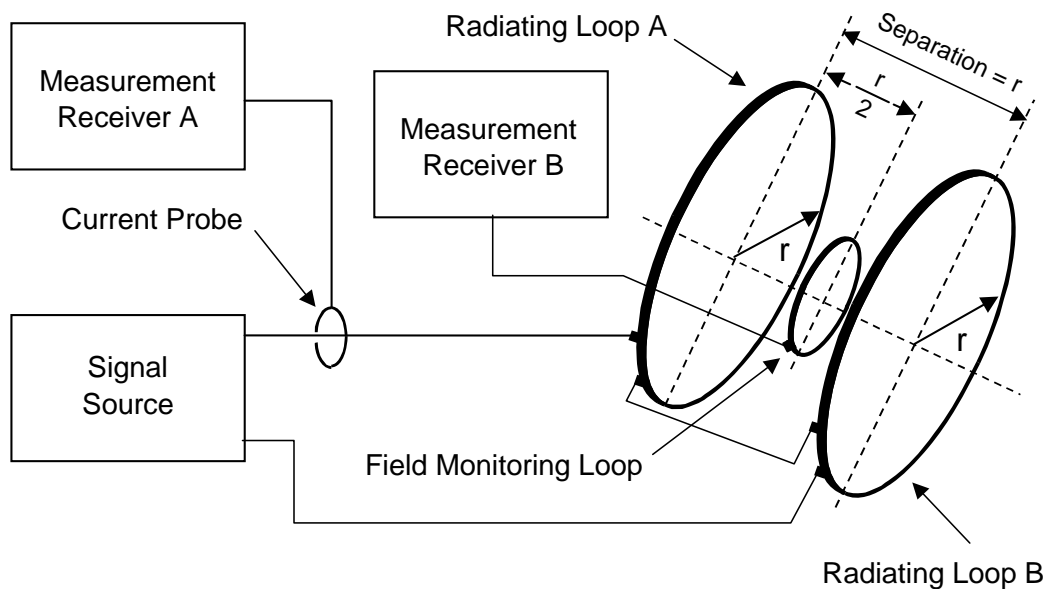 Radiating Loop A
Separation = r
r
2
Measurement
Receiver A
Measurement
Receiver B
Current Probe
r
r
Signal
Source
Field Monitoring Loop
Radiating Loop B